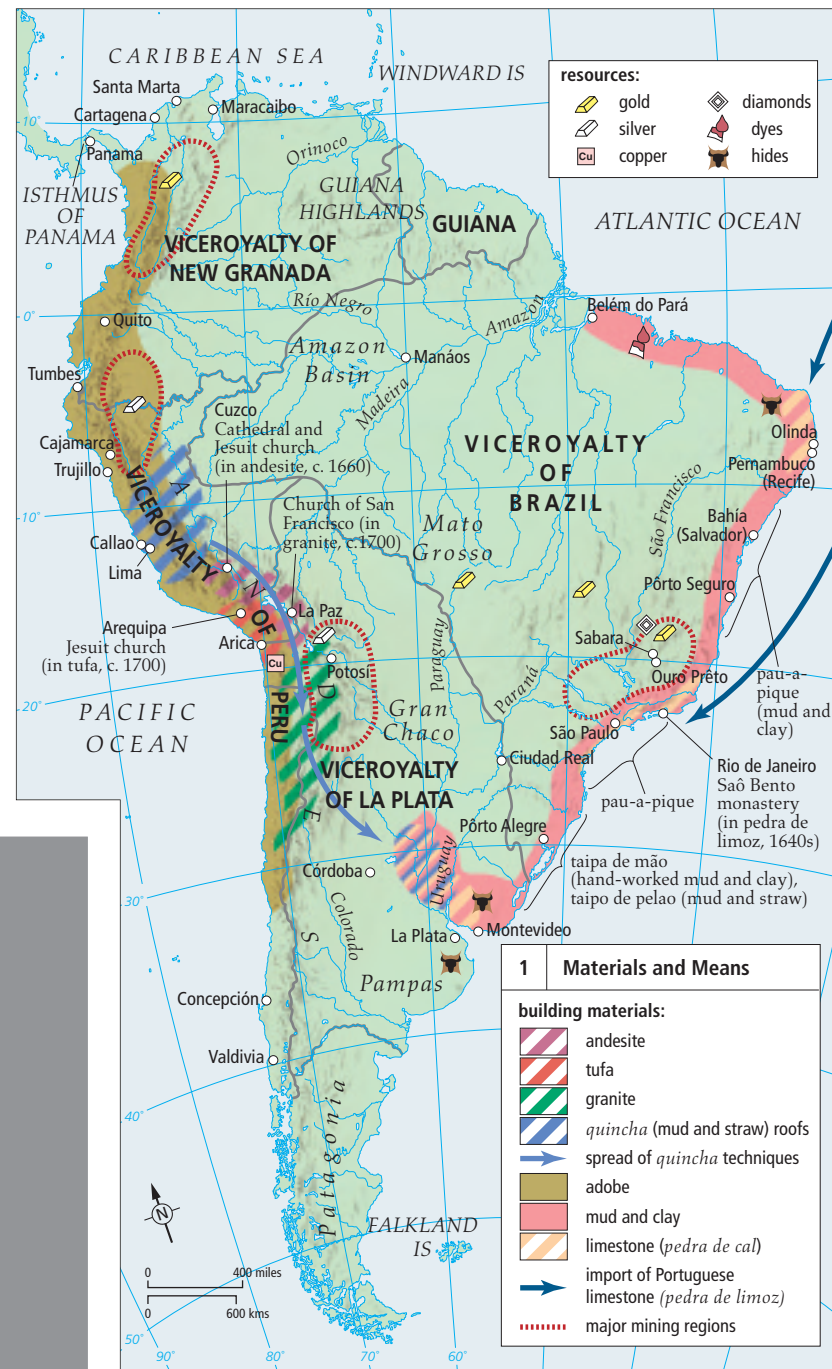 CARIBBEAN SEA
WINDWARD IS
Santa Marta
Cartagena
Maracaibo
Panama
10°
ISTHMUS
OF
PANAMA
Orinoco
GUIANA
HIGHLANDS
GUIANA
ATLANTIC OCEAN
resources:
gold
silver
Cu
copper
diamonds
dyes
hides
VICEROYALTY OF
NEW GRANADA
Río Negro
Amazon
Belém do Pará
0°
Quito
Amazon
Basin
Manáos
Madeira
Tumbes
Cuzco
Cathedral and
Jesuit church
(in andesite, c. 1660)
Cajamarca
Trujillo
VICEROYALTY
OF
BRAZIL
São Francisco
Olinda
Pernambuco
(Recife)
VICEROYALTY OF PERU
ANDES
Church of San
Francisco (in
granite, c.1700)
Mato
Grosso
Bahía
(Salvador)
10°
Callao
Lima
Pôrto Seguro
La Paz
Arequipa
Jesuit church
(in tufa, c. 1700)
Arica
Cu
Potosí
Paraguay
Paraná
Sabara
Ouro Prêto
pau-a-
pique
(mud and
clay)
20°
PACIFIC
OCEAN
Gran
Chaco
São Paulo
Ciudad Real
Rio de Janeiro
Saô Bento
monastery
(in pedra de
limoz, 1640s)
VICEROYALTY
OF LA PLATA
pau-a-pique
Pôrto Alegre
taipa de mão
(hand-worked mud and clay),
taipo de pelao (mud and straw)
Uruguay
Córdoba
30°
Colorado
La Plata
Montevideo
Pampas
Concepción
Valdivia
40°
Patagonia
FALKLAND
IS
N
0 400 miles
0 600 kms
50°
90°
80°
70°
60°
1 Materials and Means
building materials:
andesite
tufa
granite
quincha (mud and straw) roofs
spread of quincha techniques
adobe
mud and clay
limestone (pedra de cal)
import of Portuguese
limestone (pedra de limoz)
major mining regions